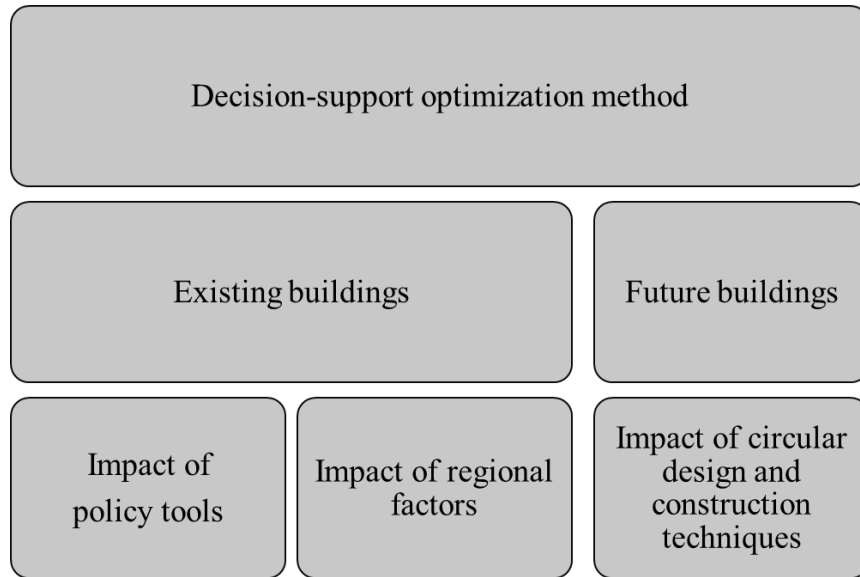 Decision-support optimization method
Existing buildings
Future buildings
Impact of
policy tools
Impact of regional
factors
Impact of circular
design and
construction
techniques